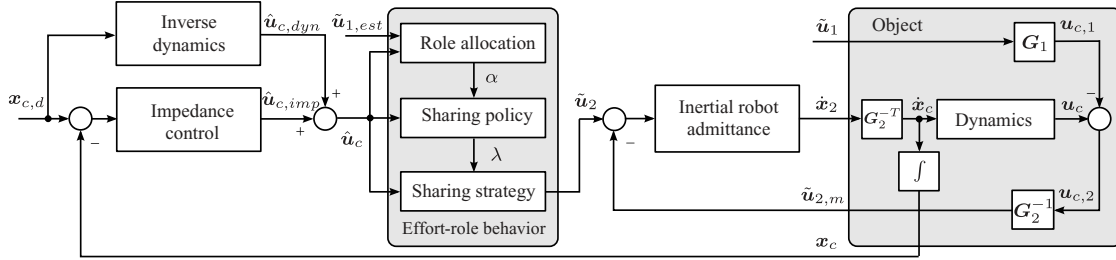 Inverse
dynamics
û_{c,dyn}
ũ_{1,est}
Role allocation
α
x_{c,d}
Impedance
control
û_{c,imp}
+
+
−
û_c
Sharing policy
λ
Sharing strategy
Effort-role behavior
ũ_2
−
Inertial robot
admittance
ẋ_2
Object
ũ_1
G_1
u_{c,1}
−
G_2^{-T}
ẋ_c
Dynamics
u_c
∫
ũ_{2,m}
G_2^{-1}
u_{c,2}
x_c